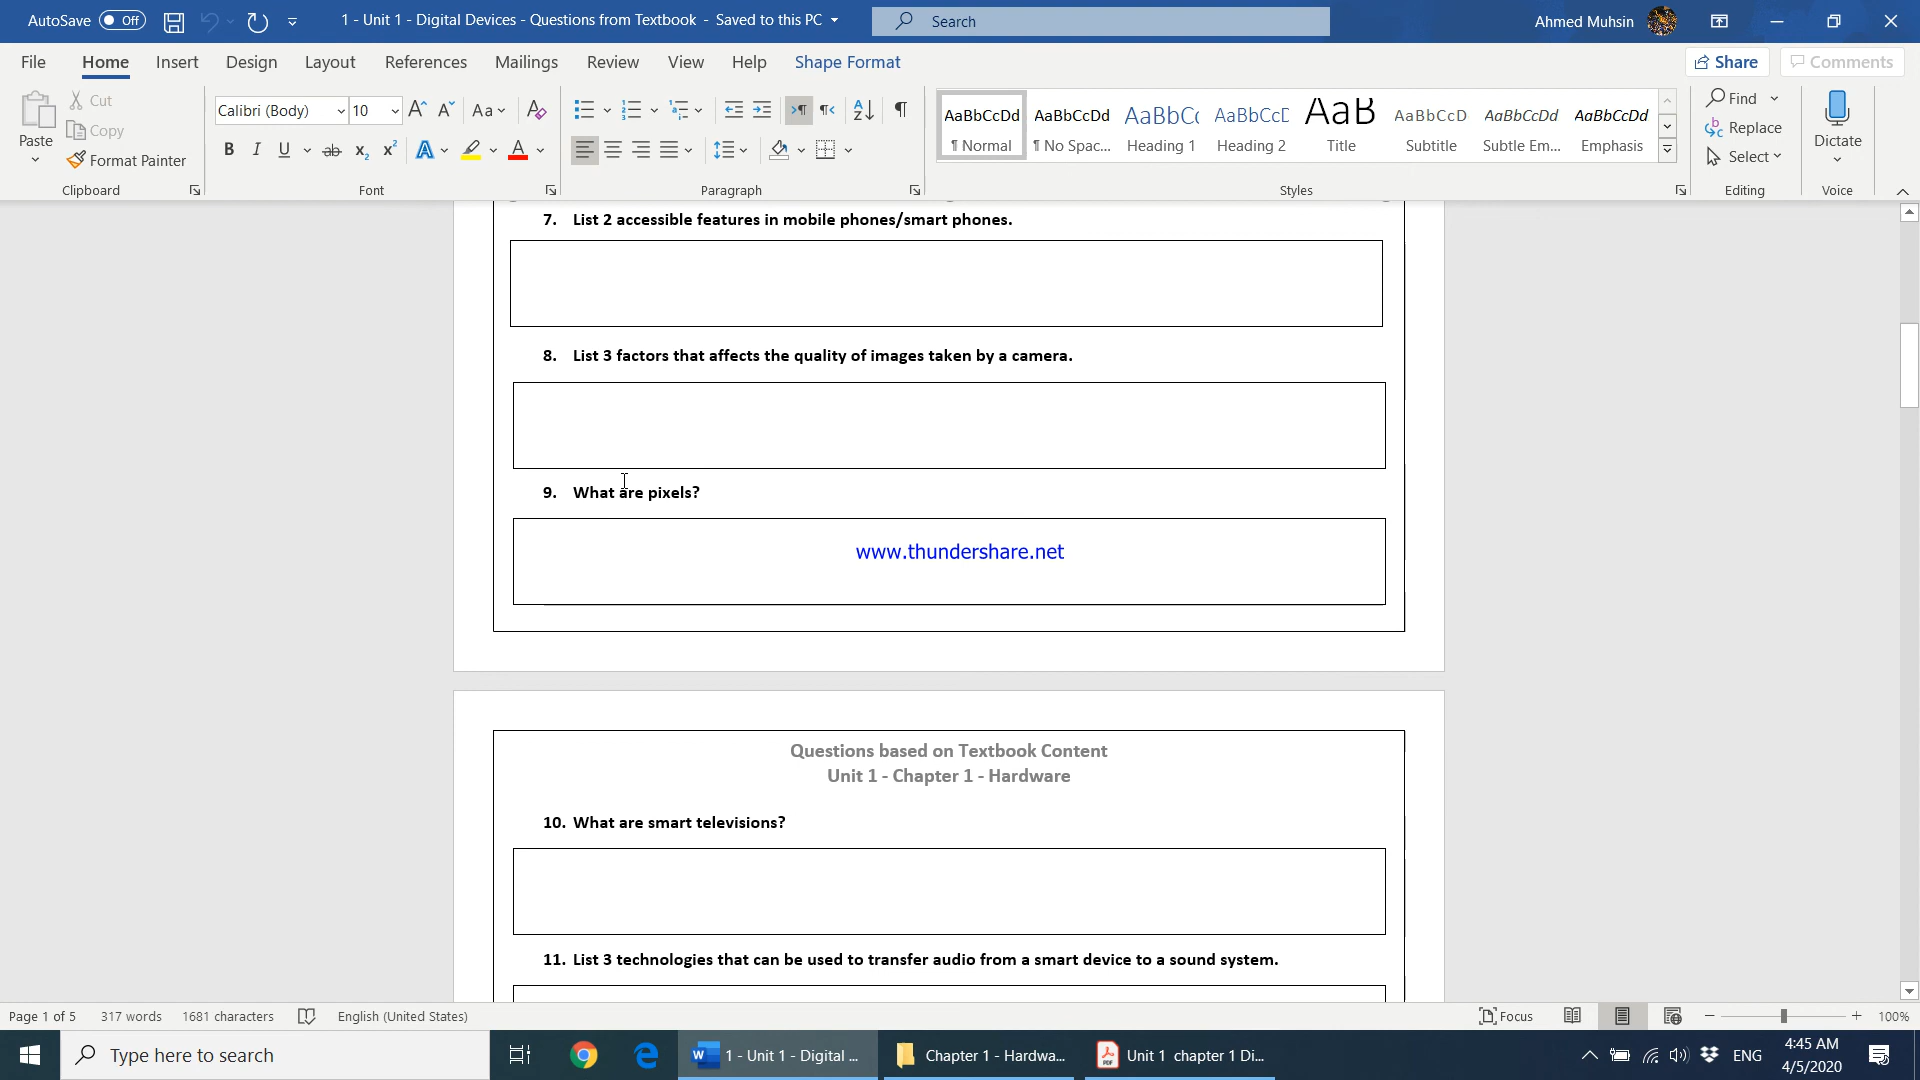 AutoSave Off
1 - Unit 1 - Digital Devices - Questions from Textbook - Saved to this PC
Search
Ahmed Muhsin
File Home Insert Design Layout References Mailings Review View Help Shape Format
Share Comments
Paste
Cut
Copy
Format Painter
Clipboard
Calibri (Body) 10
Font
Paragraph
AaBbCcDd
¶ Normal
AaBbCcDd
¶ No Spac...
AaBbC(
Heading 1
AaBbCcE
Heading 2
AaB
Title
AaBbCcD
Subtitle
AaBbCcDd
Subtle Em...
AaBbCcDd
Emphasis
Styles
Find
Replace
Select
Editing
Dictate
Voice
7. List 2 accessible features in mobile phones/smart phones.
8. List 3 factors that affects the quality of images taken by a camera.
9. What are pixels?
www.thundershare.net
Questions based on Textbook Content
Unit 1 - Chapter 1 - Hardware
10. What are smart televisions?
11. List 3 technologies that can be used to transfer audio from a smart device to a sound system.
Page 1 of 5 317 words 1681 characters English (United States)
Focus
100%
Type here to search
1 - Unit 1 - Digital ...
Chapter 1 - Hardwa...
Unit 1 chapter 1 Di...
ENG
4:45 AM
4/5/2020